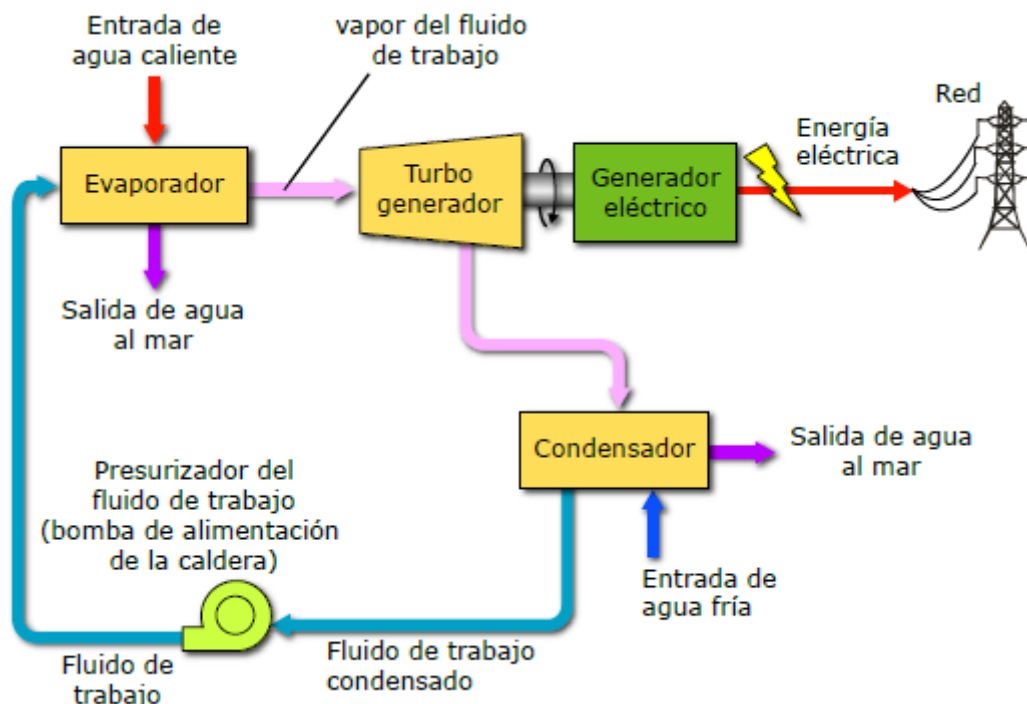 Entrada de
agua caliente
vapor del fluido
de trabajo
Red
Energía
eléctrica
Evaporador
Turbo
generador
Generador
eléctrico
Salida de agua
al mar
Condensador
Salida de agua
al mar
Presurizador del
fluido de trabajo
(bomba de alimentación
de la caldera)
Entrada de
agua fría
Fluido de
trabajo
Fluido de trabajo
condensado